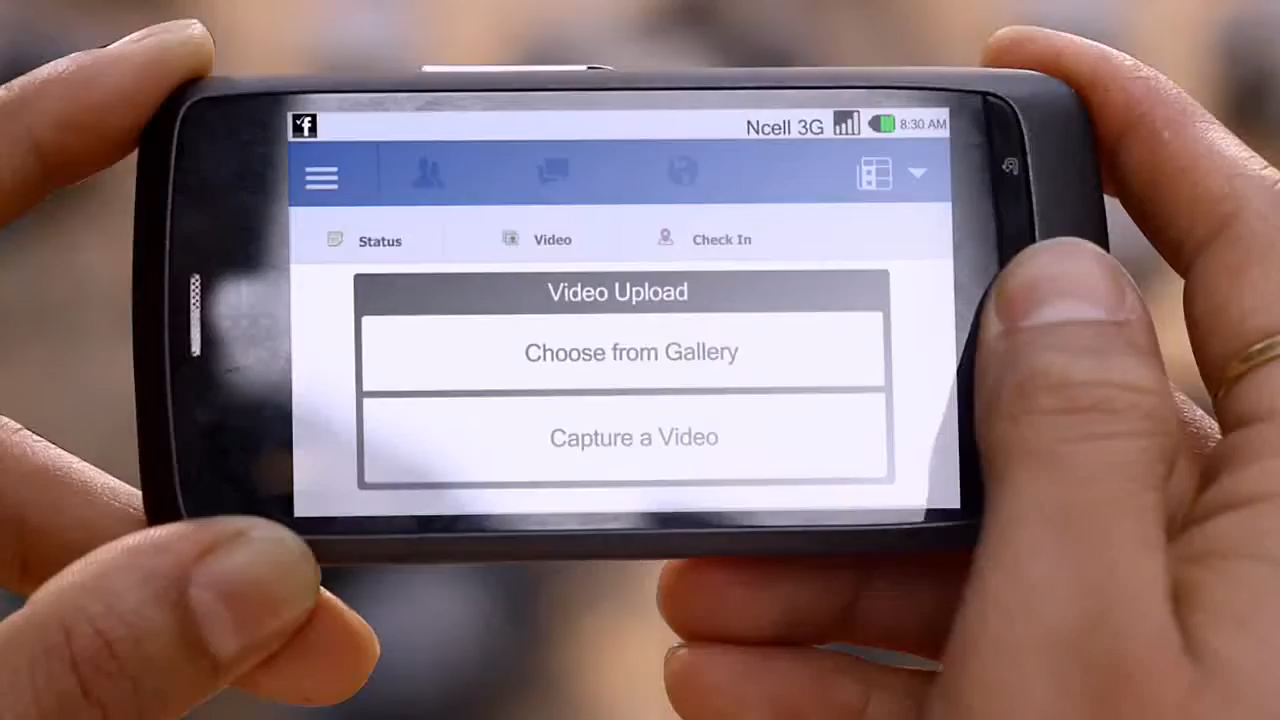 Ncell 3G 8:30 AM
Status Video Check In
Video Upload
Choose from Gallery
Capture a Video